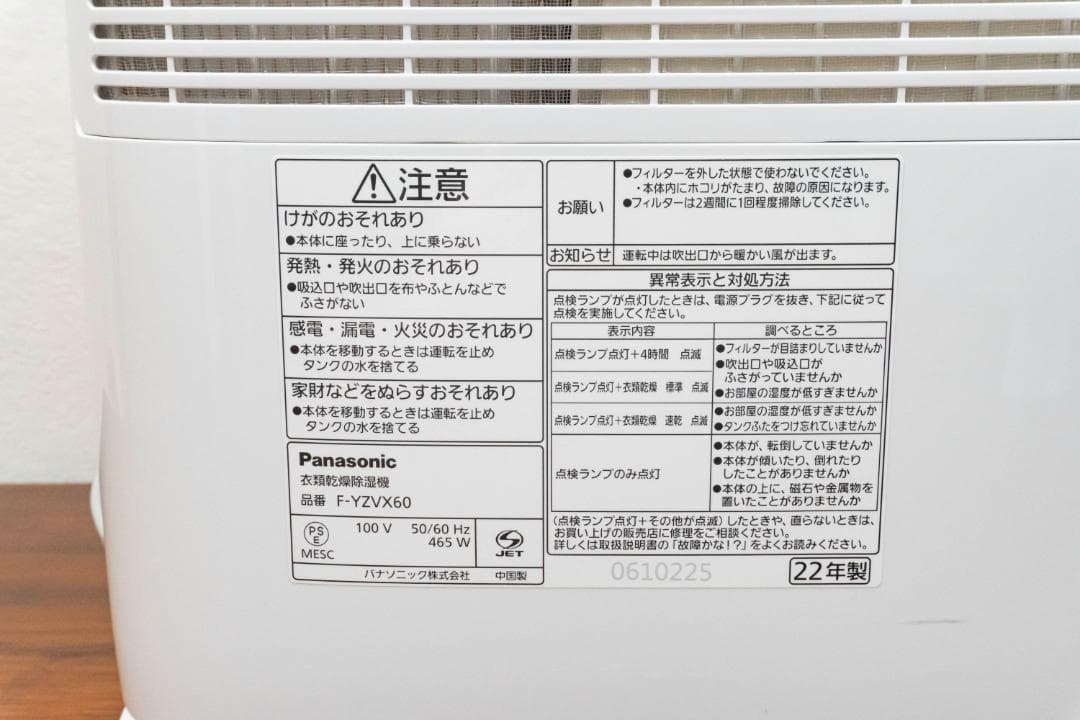 注意
けがのおそれあり
●本体に座ったり、上に乗らない
発熱・発火のおそれあり
●吸込口や吹出口を布やふとんなどで
ふさがない
感電・漏電・火災のおそれあり
●本体を移動するときは運転を止め
タンクの水を捨てる
家財などをぬらすおそれあり
●本体を移動するときは運転を止め
タンクの水を捨てる
Panasonic
衣類乾燥除湿機
品番 F-YZVX60
PS
E
MESC
100 V 50/60 Hz
465 W
JET
パナソニック株式会社 中国製
お願い
●フィルターを外した状態で使わないでください。
・本体内にホコリがたまり、故障の原因になります。
●フィルターは2週間に1回程度掃除してください。
お知らせ 運転中は吹出口から暖かい風が出ます。
異常表示と対処方法
点検ランプが点灯したときは、電源プラグを抜き、下記に従って
点検を実施してください。
表示内容 調べるところ
点検ランプ点灯+4時間 点滅
点検ランプ点灯+衣類乾燥 標準 点滅
●フィルターが目詰まりしていませんか
●吹出口や吸込口が
ふさがっていませんか
●お部屋の湿度が低すぎませんか
点検ランプ点灯+衣類乾燥 速乾 点滅
●お部屋の湿度が低すぎませんか
●タンクふたをつけ忘れていませんか
点検ランプのみ点灯
●本体が、転倒していませんか
●本体が傾いたり、倒れたり
したことがありませんか
●本体の上に、磁石や金属物を
置いたことがありませんか
(点検ランプ点灯+その他が点滅)したときや、直らないときは、
お買い上げの販売店に修理をご相談ください。
詳しくは取扱説明書の「故障かな!?」をよくお読みください。
0610225
22年製